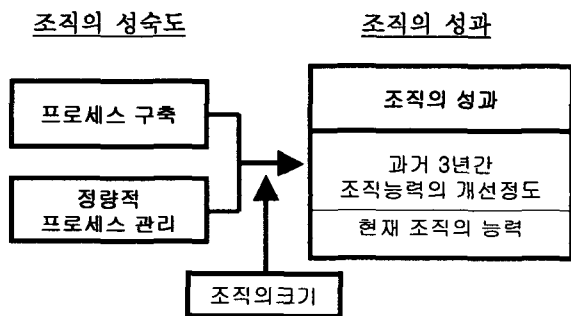 조직의 성숙도
조직의 성과
프로세스 구축
정량적
프로세스 관리
조직의 성과
과거 3년간
조직능력의 개선정도
현재 조직의 능력
조직의크기